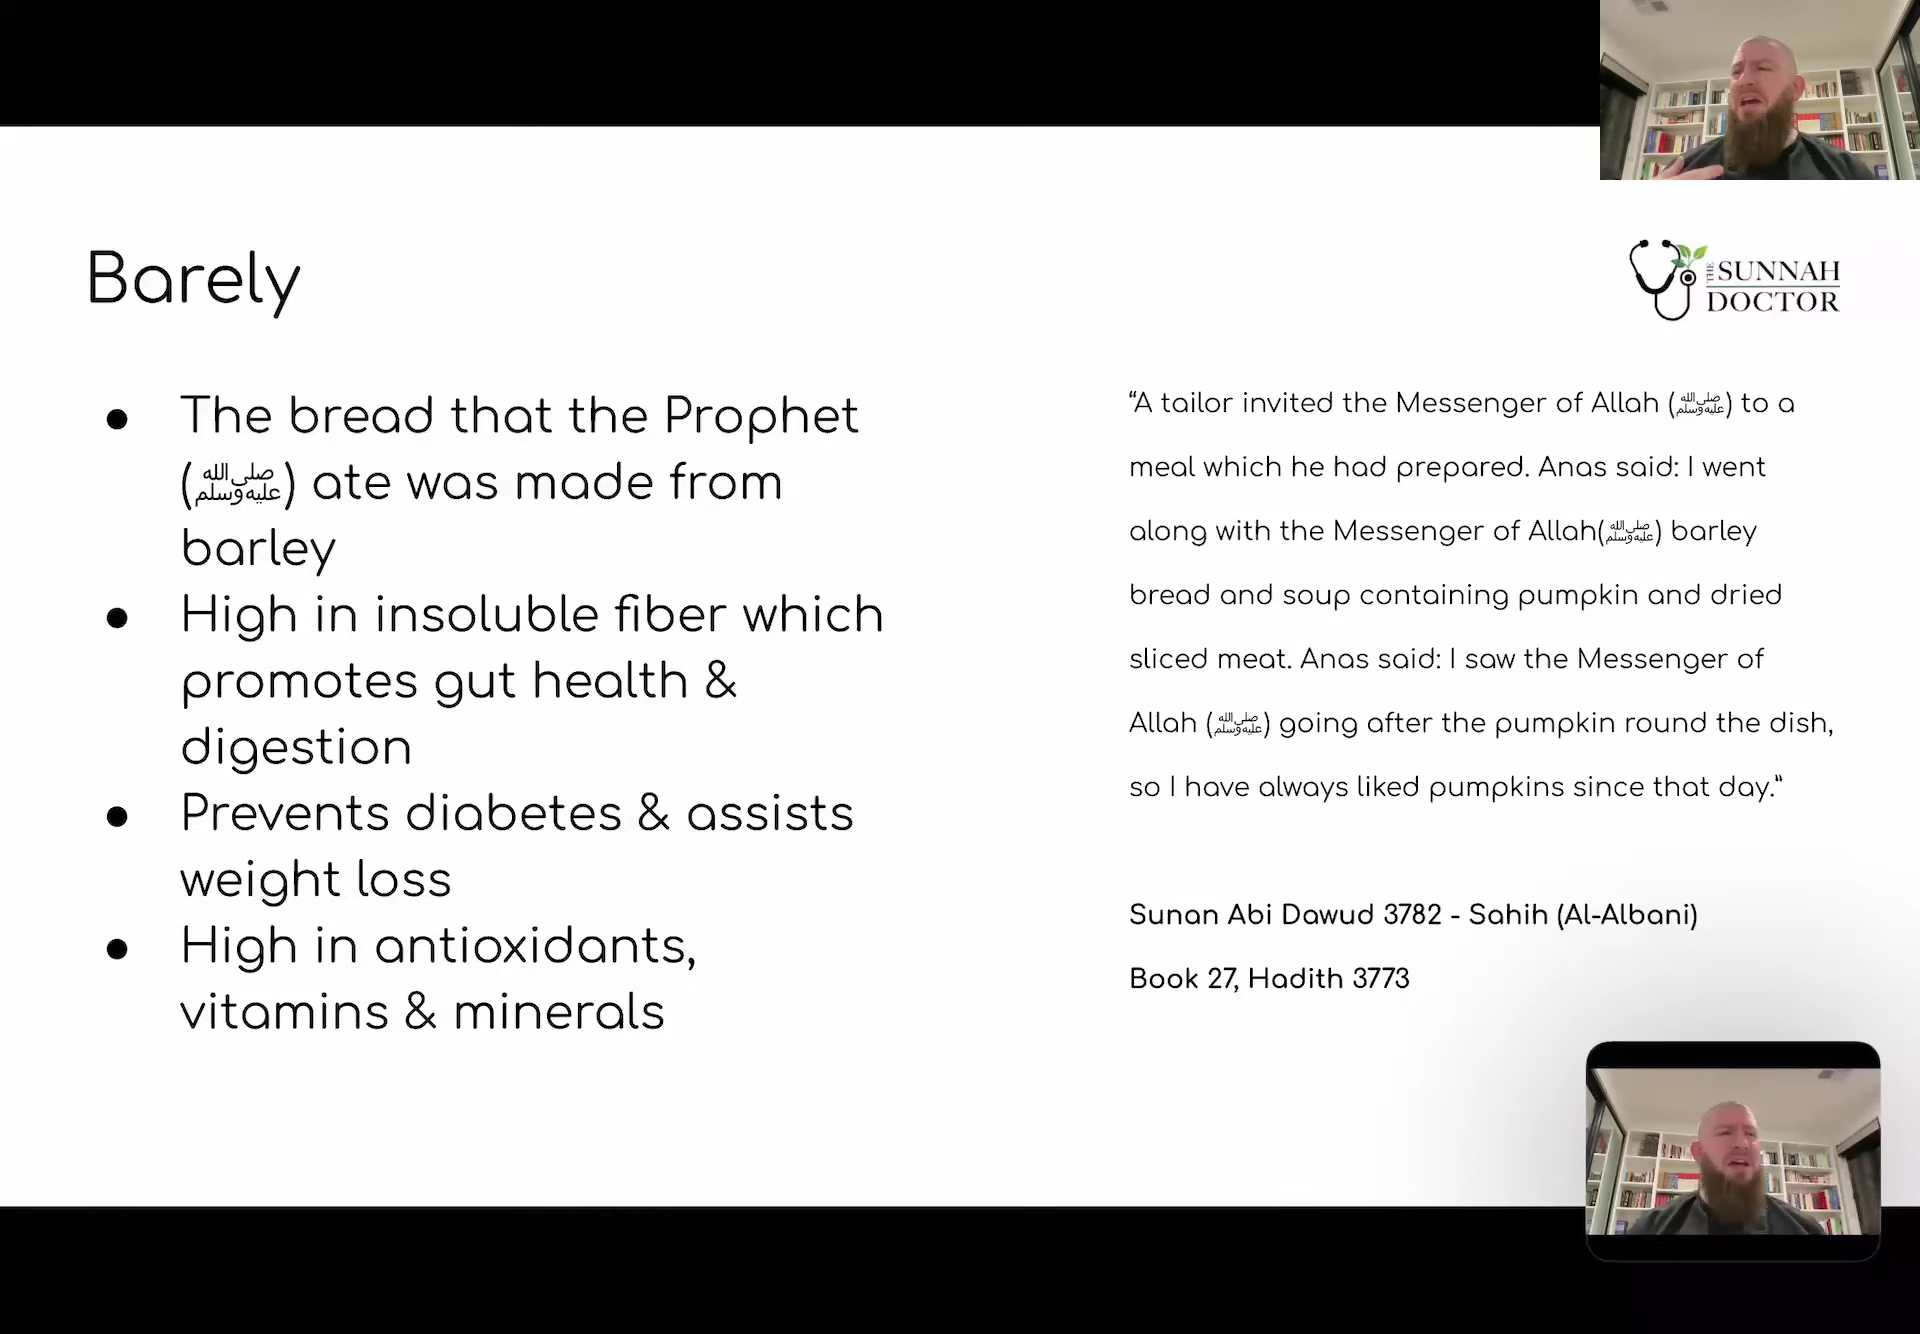 Barely
THE SUNNAH
DOCTOR
● The bread that the Prophet
(ﷺ) ate was made from
barley
● High in insoluble fiber which
promotes gut health &
digestion
● Prevents diabetes & assists
weight loss
● High in antioxidants,
vitamins & minerals
“A tailor invited the Messenger of Allah (ﷺ) to a
meal which he had prepared. Anas said: I went
along with the Messenger of Allah(ﷺ) barley
bread and soup containing pumpkin and dried
sliced meat. Anas said: I saw the Messenger of
Allah (ﷺ) going after the pumpkin round the dish,
so I have always liked pumpkins since that day.”
Sunan Abi Dawud 3782 - Sahih (Al-Albani)
Book 27, Hadith 3773